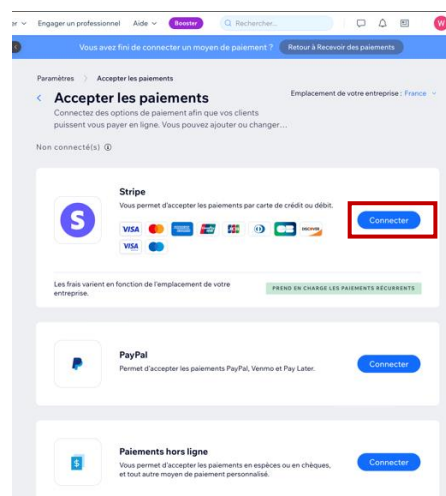 Engager un professionnel Aide Booster Rechercher...
Vous avez fini de connecter un moyen de paiement ? Retour à Recevoir des paiements
Paramètres > Accepter les paiements
< Accepter les paiements
Emplacement de votre entreprise : France
Connectez des options de paiement afin que vos clients
puissent vous payer en ligne. Vous pouvez ajouter ou changer...
Non connecté(s)
Stripe
Vous permet d'accepter les paiements par carte de crédit ou débit.
Connecter
VISA DISCOVER
VISA
Les frais varient en fonction de l'emplacement de votre
entreprise.
PREND EN CHARGE LES PAIEMENTS RÉCURRENTS
PayPal
Permet d'accepter les paiements PayPal, Venmo et Pay Later.
Connecter
Paiements hors ligne
Vous permet d'accepter les paiements en espèces ou en chèques,
et tout autre moyen de paiement personnalisé.
Connecter